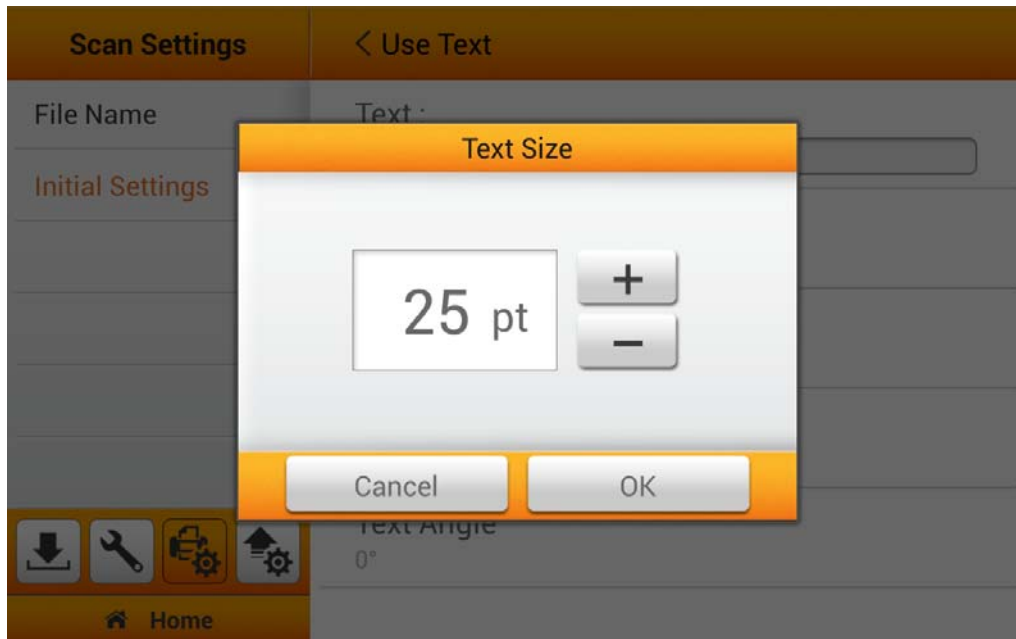 Scan Settings
< Use Text
File Name
Text :
Initial Settings
Text Size
25 pt
+
−
Cancel
OK
Text Angle
0°
Home